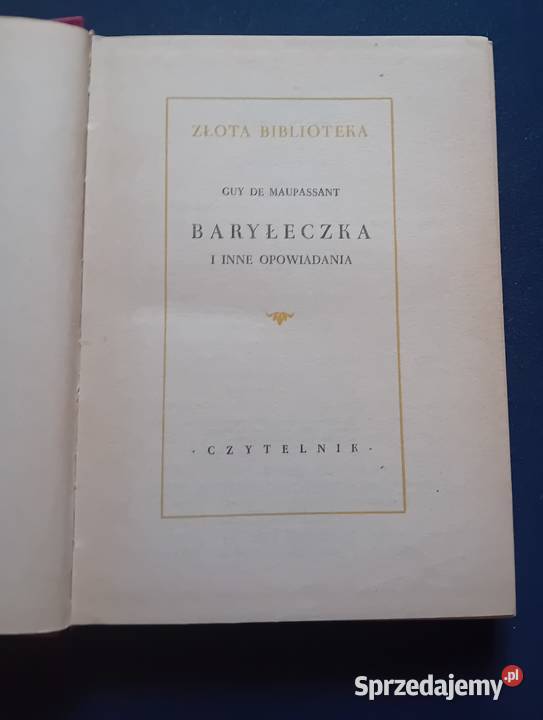 ZŁOTA BIBLIOTEKA
GUY DE MAUPASSANT
BARYŁECZKA
I INNE OPOWIADANIA
· CZYTELNIK ·
Sprzedajemy.pl